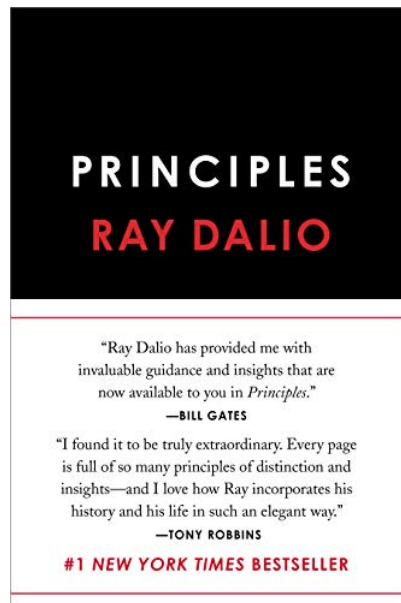 PRINCIPLES
RAY DALIO
“Ray Dalio has provided me with
invaluable guidance and insights that are
now available to you in Principles.”
—BILL GATES
“I found it to be truly extraordinary. Every page
is full of so many principles of distinction and
insights—and I love how Ray incorporates his
history and his life in such an elegant way.”
—TONY ROBBINS
#1 NEW YORK TIMES BESTSELLER